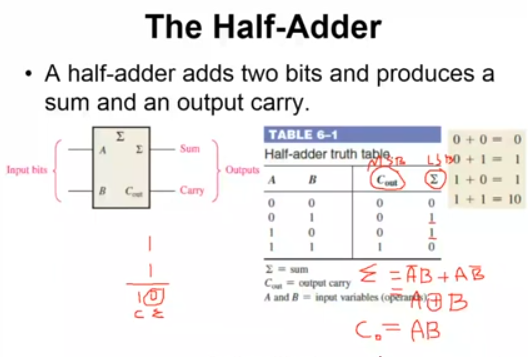 The Half-Adder
• A half-adder adds two bits and produces a
sum and an output carry.
Σ
A Σ Sum
Input bits Outputs
B Cout Carry
TABLE 6–1
Half-adder truth table.
MSB LSB
A B Cout Σ
0 0 0 0
0 1 0 1
1 0 0 1
1 1 1 0
Σ = sum
Cout = output carry
A and B = input variables (operands)
0 + 0 = 0
0 + 1 = 1
1 + 0 = 1
1 + 1 = 10
1
1
10
C Σ
Σ = A̅B + AB̅
= A⊕B
Co = AB